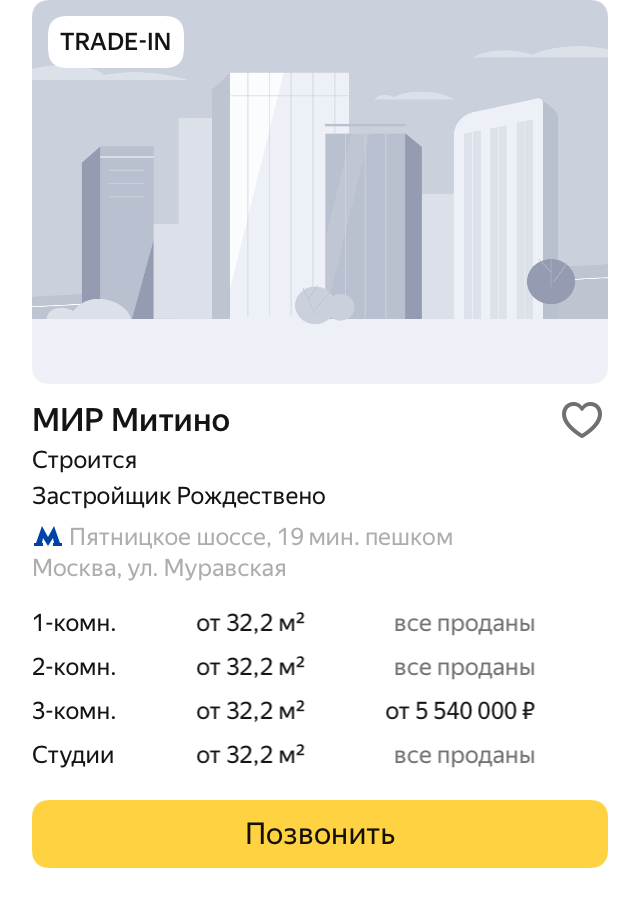 TRADE-IN
МИР Митино
Строится
Застройщик Рождествено
Пятницкое шоссе, 19 мин. пешком
Москва, ул. Муравская
1-комн. от 32,2 м² все проданы
2-комн. от 32,2 м² все проданы
3-комн. от 32,2 м² от 5 540 000 ₽
Студии от 32,2 м² все проданы
Позвонить